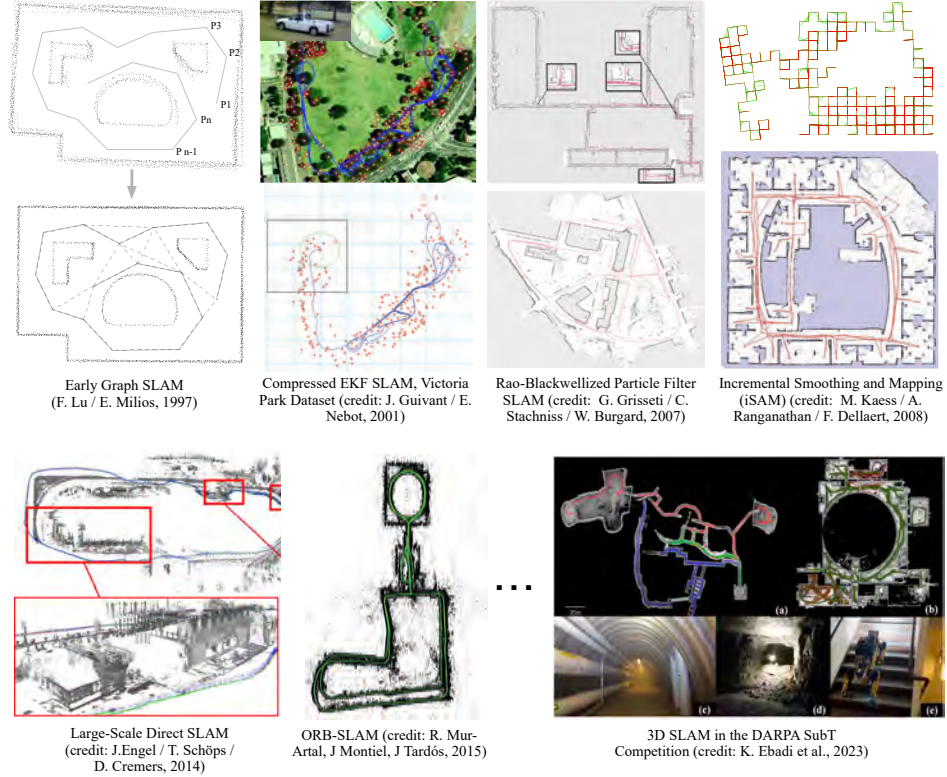 P3
P2
P1
Pn
P n-1
Early Graph SLAM
(F. Lu / E. Milios, 1997)
Compressed EKF SLAM, Victoria
Park Dataset (credit: J. Guivant / E.
Nebot, 2001)
Rao-Blackwellized Particle Filter
SLAM (credit: G. Grisseti / C.
Stachniss / W. Burgard, 2007)
Incremental Smoothing and Mapping
(iSAM) (credit: M. Kaess / A.
Ranganathan / F. Dellaert, 2008)
...
(a)
(b)
(c)
(d)
(e)
Large-Scale Direct SLAM
(credit: J.Engel / T. Schöps /
D. Cremers, 2014)
ORB-SLAM (credit: R. Mur-
Artal, J Montiel, J Tardós, 2015)
3D SLAM in the DARPA SubT
Competition (credit: K. Ebadi et al., 2023)